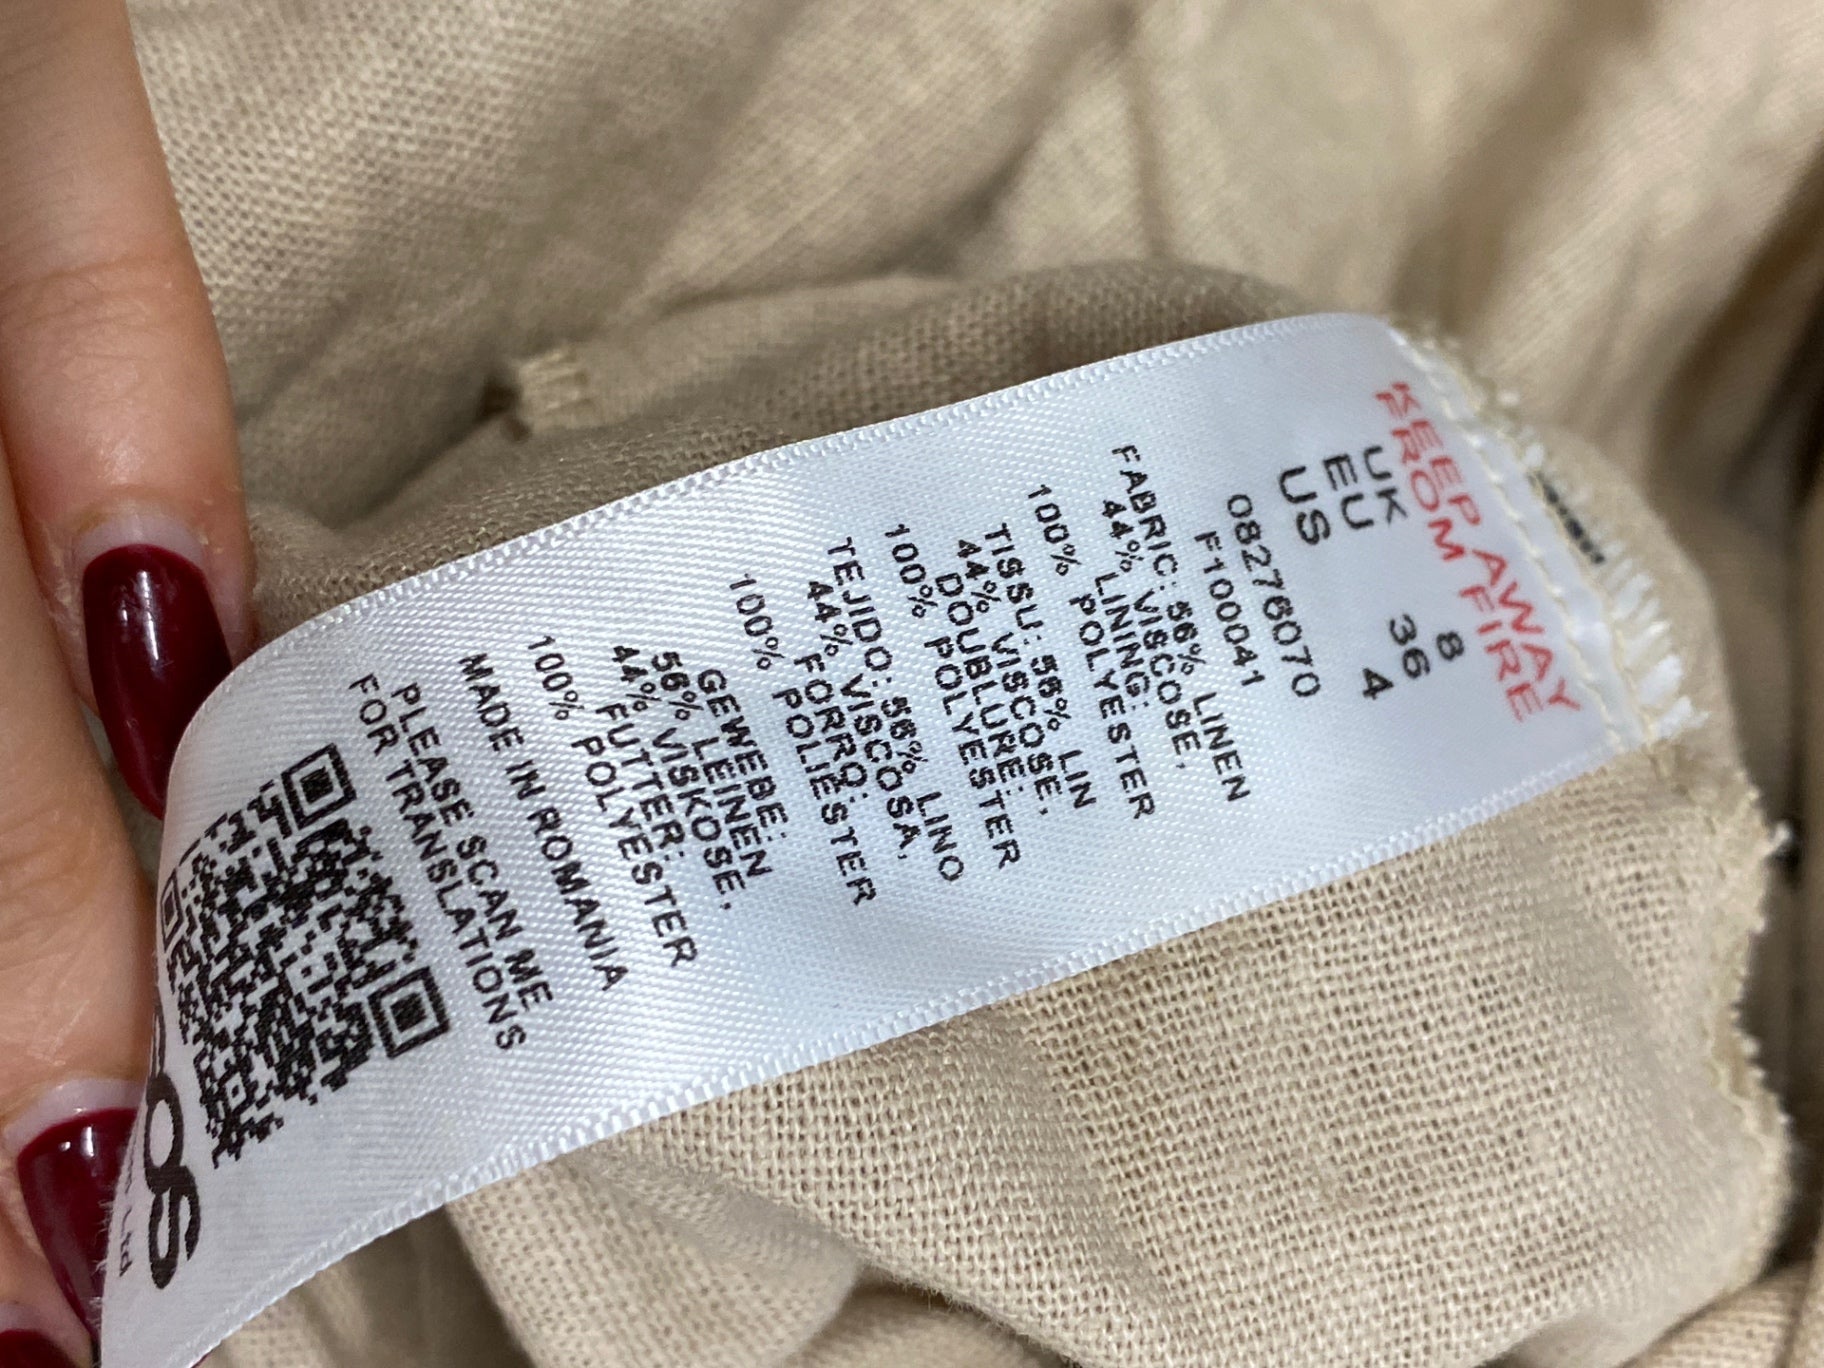 KEEP AWAY
FROM FIRE
UK 8
EU 36
US 4
08276070
F10041
FABRIC: 56% LINEN
44% VISCOSE,
LINING:
100% POLYESTER
TISSU: 56% LIN
44% VISCOSE,
DOUBLURE:
100% POLYESTER
TEJIDO: 56% LINO
44% VISCOSA,
FORRO:
100% POLIESTER
GEWEBE:
56% LEINEN
44% VISKOSE,
FUTTER:
100% POLYESTER
MADE IN ROMANIA
PLEASE SCAN ME
FOR TRANSLATIONS
Ltd